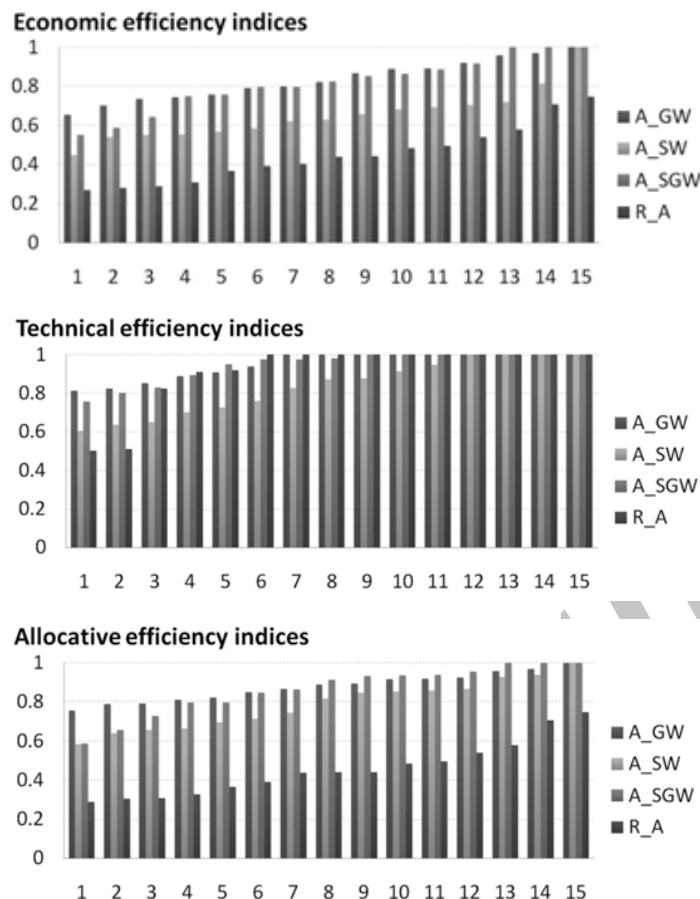 Economic efficiency indices
1
0.8
0.6
0.4
0.2
0
1 2 3 4 5 6 7 8 9 10 11 12 13 14 15
A_GW
A_SW
A_SGW
R_A
Technical efficiency indices
1
0.8
0.6
0.4
0.2
0
1 2 3 4 5 6 7 8 9 10 11 12 13 14 15
A_GW
A_SW
A_SGW
R_A
Allocative efficiency indices
1
0.8
0.6
0.4
0.2
0
1 2 3 4 5 6 7 8 9 10 11 12 13 14 15
A_GW
A_SW
A_SGW
R_A